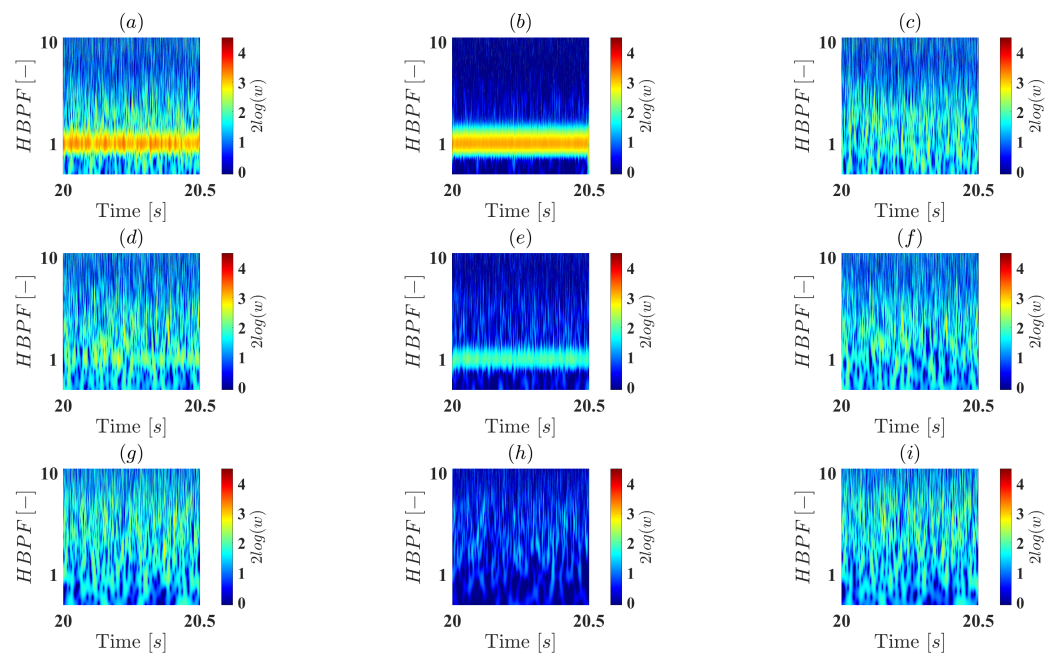 (a) (b) (c)
10 4 10 4 10 4
HBPF [−] 3 2log(w) HBPF [−] 3 2log(w) HBPF [−] 3 2log(w)
2 2 2
1 1 1 1 1 1
0 0 0
20 20.5 20 20.5 20 20.5
Time [s] Time [s] Time [s]
(d) (e) (f)
10 4 10 4 10 4
HBPF [−] 3 2log(w) HBPF [−] 3 2log(w) HBPF [−] 3 2log(w)
2 2 2
1 1 1 1 1 1
0 0 0
20 20.5 20 20.5 20 20.5
Time [s] Time [s] Time [s]
(g) (h) (i)
10 4 10 4 10 4
HBPF [−] 3 2log(w) HBPF [−] 3 2log(w) HBPF [−] 3 2log(w)
2 2 2
1 1 1 1 1 1
0 0 0
20 20.5 20 20.5 20 20.5
Time [s] Time [s] Time [s]